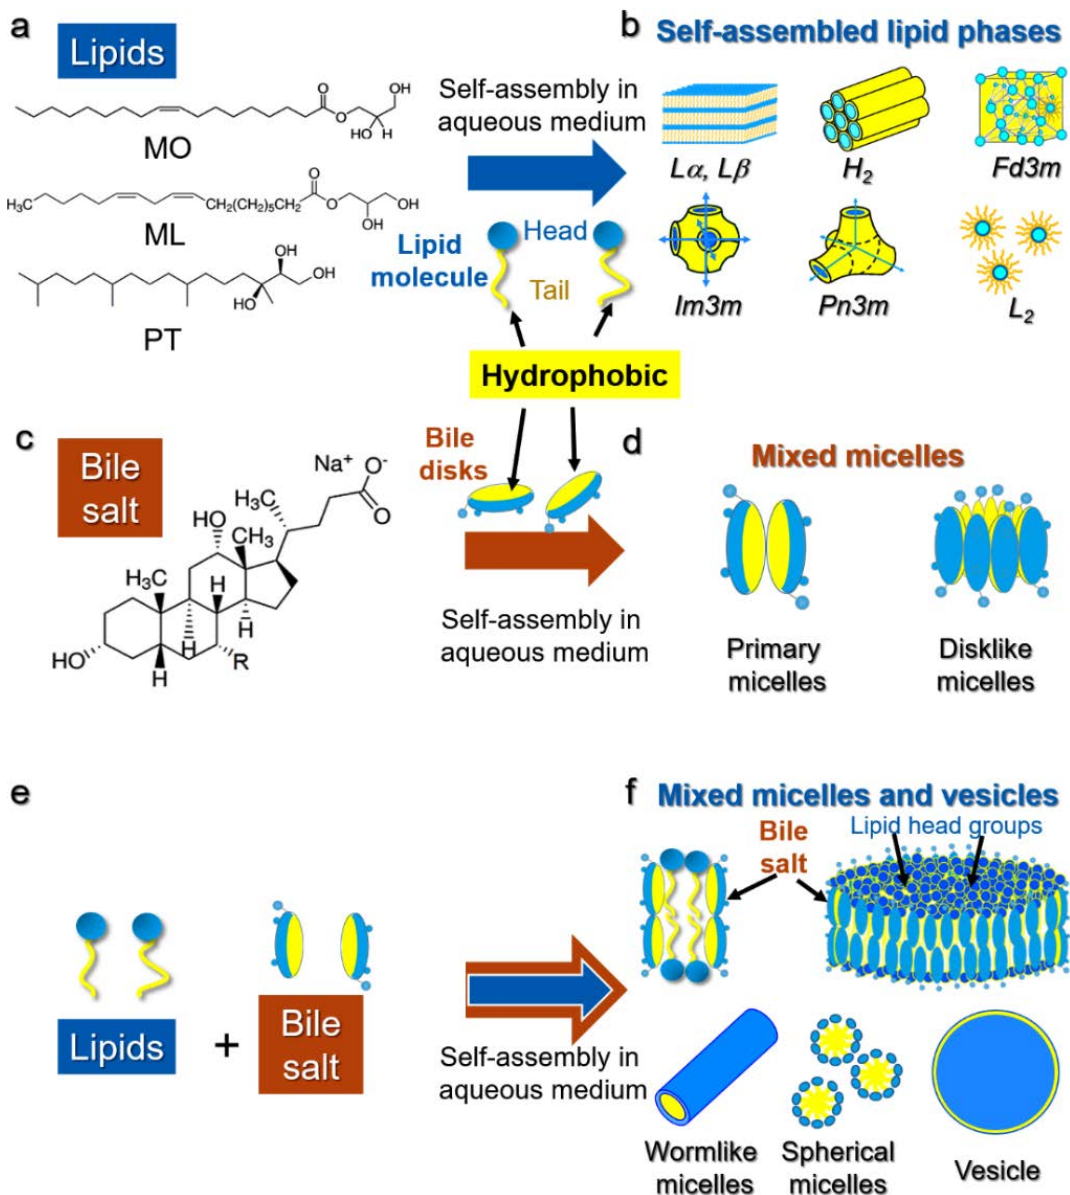 a
Lipids
OH
O
O
HO
H
MO
H₃C
CH₂(CH₂)₅CH₂
O
O
OH
OH
ML
OH
OH
HO
PT
Self-assembly in
aqueous medium
Lipid
molecule
Head
Tail
b
Self-assembled lipid phases
Lα, Lβ
H₂
Fd3m
Im3m
Pn3m
L₂
Hydrophobic
c
Bile
salt
Na⁺
O⁻
O
H₃C
HO
CH₃
H₃C
H
H
H
HO
H
R
Bile
disks
Self-assembly in
aqueous medium
d
Mixed micelles
Primary
micelles
Disklike
micelles
e
Lipids
+
Bile
salt
Self-assembly in
aqueous medium
f
Mixed micelles and vesicles
Bile
salt
Lipid head groups
Wormlike
micelles
Spherical
micelles
Vesicle